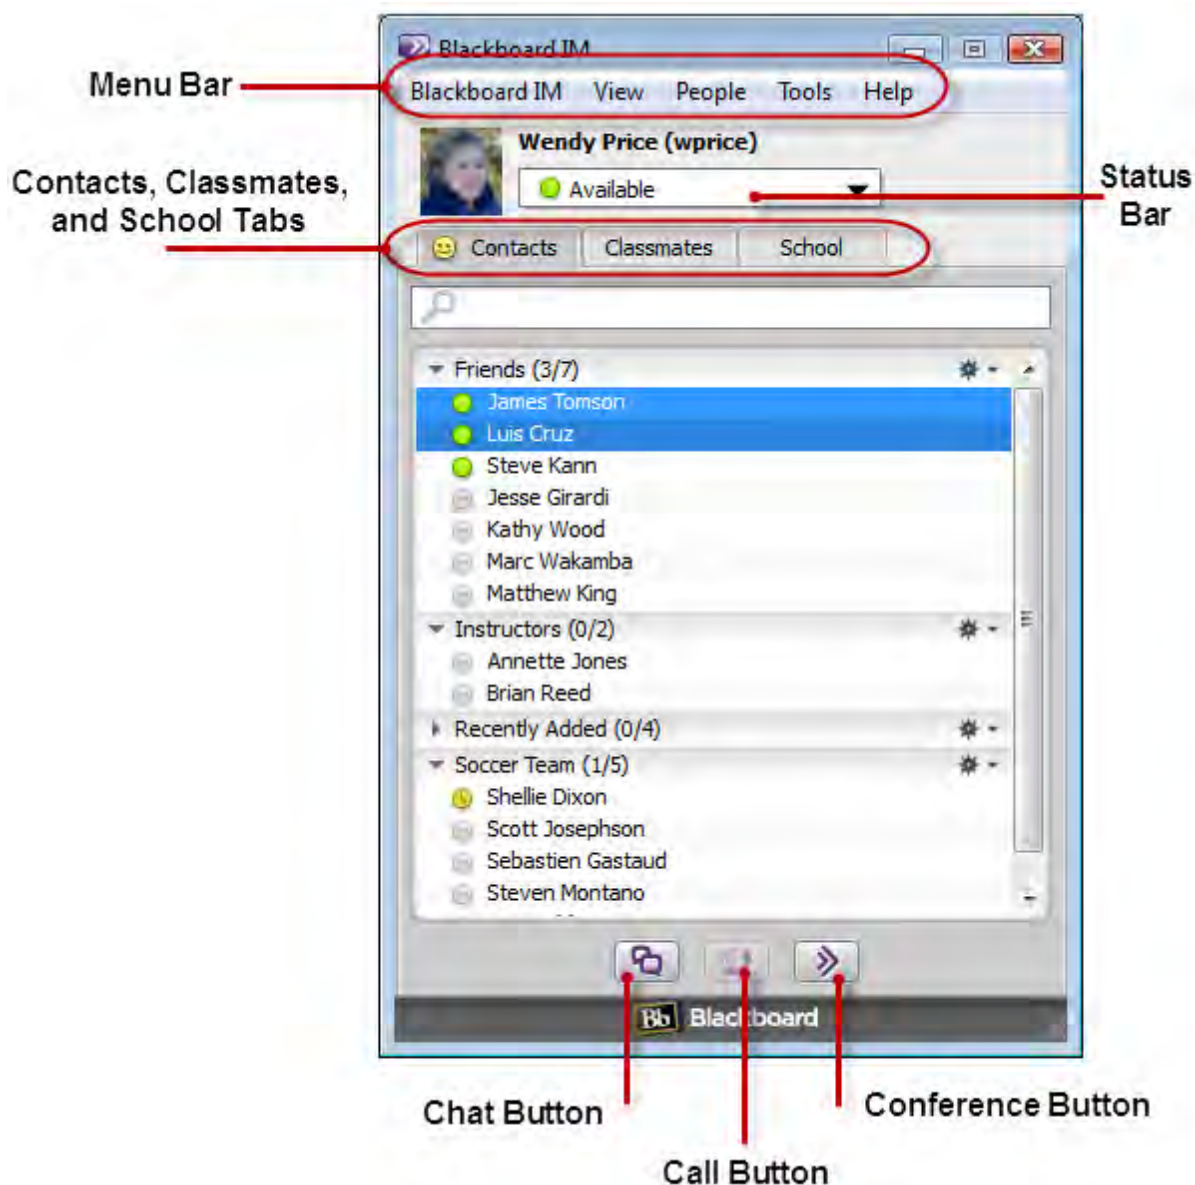 Blackboard IM
Menu Bar
Blackboard IM View People Tools Help
Wendy Price (wprice)
Available
Status
Bar
Contacts, Classmates,
and School Tabs
Contacts Classmates School
Friends (3/7)
James Tomson
Luis Cruz
Steve Kann
Jesse Girardi
Kathy Wood
Marc Wakamba
Matthew King
Instructors (0/2)
Annette Jones
Brian Reed
Recently Added (0/4)
Soccer Team (1/5)
Shellie Dixon
Scott Josephson
Sebastien Gastaud
Steven Montano
Bb Blackboard
Chat Button
Conference Button
Call Button